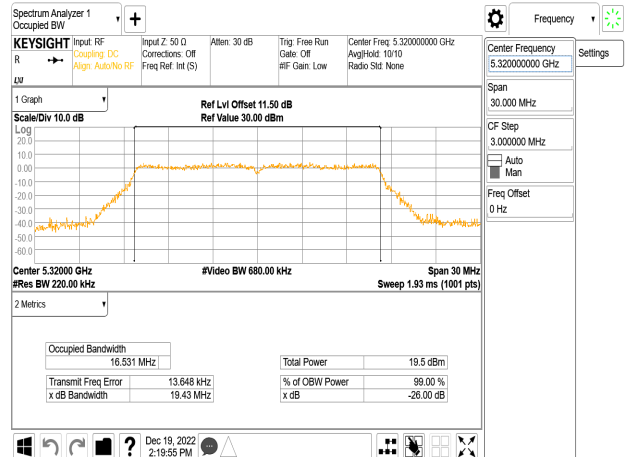 Spectrum Analyzer 1
Occupied BW
▼
+
Frequency ▼
KEYSIGHT
R
LXI
Input: RF
Coupling: DC
Align: Auto/No RF
Input Z: 50 Ω
Corrections: Off
Freq Ref: Int (S)
Atten: 30 dB
Trig: Free Run
Gate: Off
#IF Gain: Low
Center Freq: 5.320000000 GHz
Avg|Hold: 10/10
Radio Std: None
Center Frequency
5.320000000 GHz
Settings
Span
30.000 MHz
CF Step
3.000000 MHz
Auto
Man
Freq Offset
0 Hz
1 Graph ▼
Scale/Div 10.0 dB
Ref Lvl Offset 11.50 dB
Ref Value 30.00 dBm
Log
20.0
10.0
0.00
-10.0
-20.0
-30.0
-40.0
-50.0
-60.0
Center 5.32000 GHz
#Res BW 220.00 kHz
#Video BW 680.00 kHz
Span 30 MHz
Sweep 1.93 ms (1001 pts)
2 Metrics ▼
Occupied Bandwidth
16.531 MHz
Transmit Freq Error 13.648 kHz
x dB Bandwidth 19.43 MHz
Total Power 19.5 dBm
% of OBW Power 99.00 %
x dB -26.00 dB
?
Dec 19, 2022
2:19:55 PM